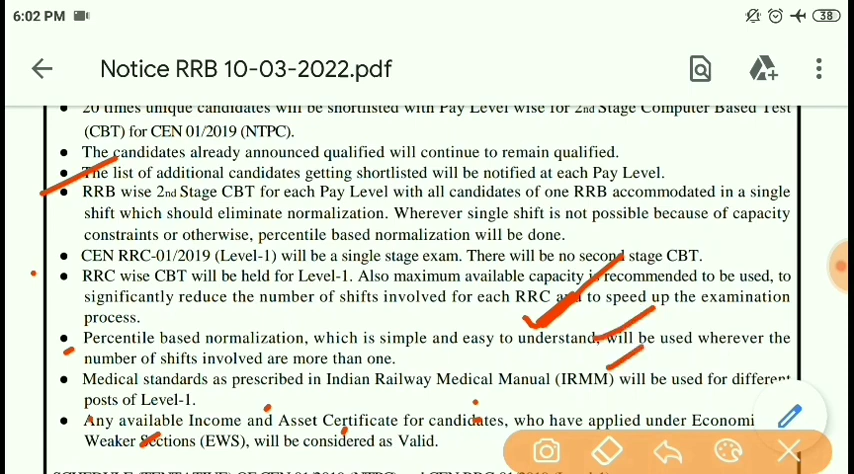 6:02 PM
38
Notice RRB 10-03-2022.pdf
20 times unique candidates will be shortlisted with Pay Level wise for 2nd Stage Computer Based Test
(CBT) for CEN 01/2019 (NTPC).
The candidates already announced qualified will continue to remain qualified.
The list of additional candidates getting shortlisted will be notified at each Pay Level.
RRB wise 2nd Stage CBT for each Pay Level with all candidates of one RRB accommodated in a single
shift which should eliminate normalization. Wherever single shift is not possible because of capacity
constraints or otherwise, percentile based normalization will be done.
CEN RRC-01/2019 (Level-1) will be a single stage exam. There will be no second stage CBT.
RRC wise CBT will be held for Level-1. Also maximum available capacity is recommended to be used, to
significantly reduce the number of shifts involved for each RRC and to speed up the examination
process.
Percentile based normalization, which is simple and easy to understand, will be used wherever the
number of shifts involved are more than one.
Medical standards as prescribed in Indian Railway Medical Manual (IRMM) will be used for different
posts of Level-1.
Any available Income and Asset Certificate for candidates, who have applied under Economi
Weaker Sections (EWS), will be considered as Valid.